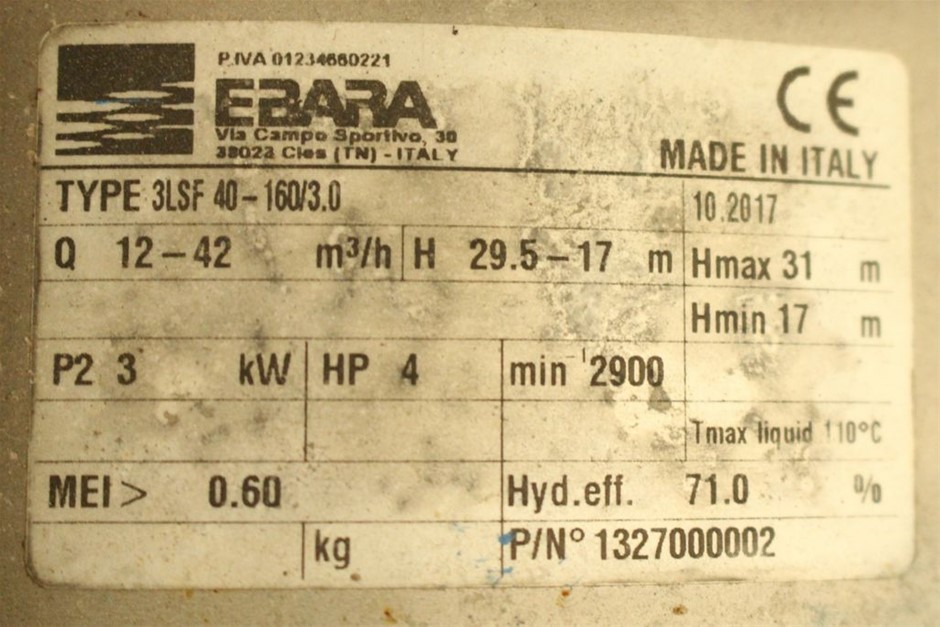 P.IVA 01234660221
EBARA
Via Campo Sportivo, 30
38023 Cles (TN) - ITALY
CE
MADE IN ITALY
TYPE 3LSF 40-160/3.0
10.2017
Q 12-42 m³/h H 29.5-17 m
Hmax 31 m
Hmin 17 m
P2 3 kW HP 4 min⁻¹ 2900
Tmax liquid 110°C
MEI > 0.60 Hyd.eff. 71.0 %
kg P/N° 1327000002